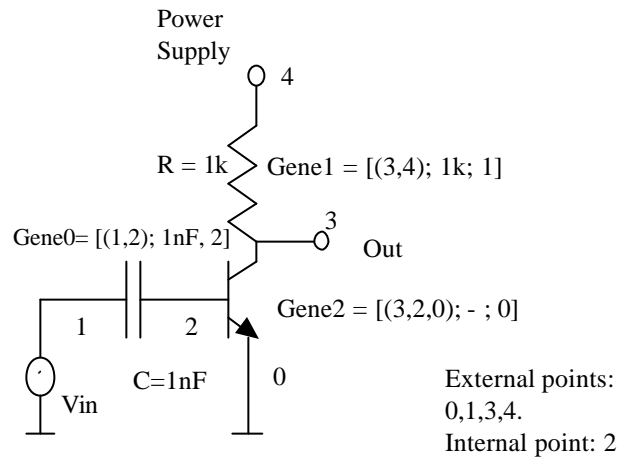 Power
Supply
4
R = 1k
Gene1 = [(3,4); 1k; 1]
3
Gene0= [(1,2); 1nF, 2]
Out
Gene2 = [(3,2,0); - ; 0]
1
2
C=1nF
0
Vin
External points:
0,1,3,4.
Internal point: 2